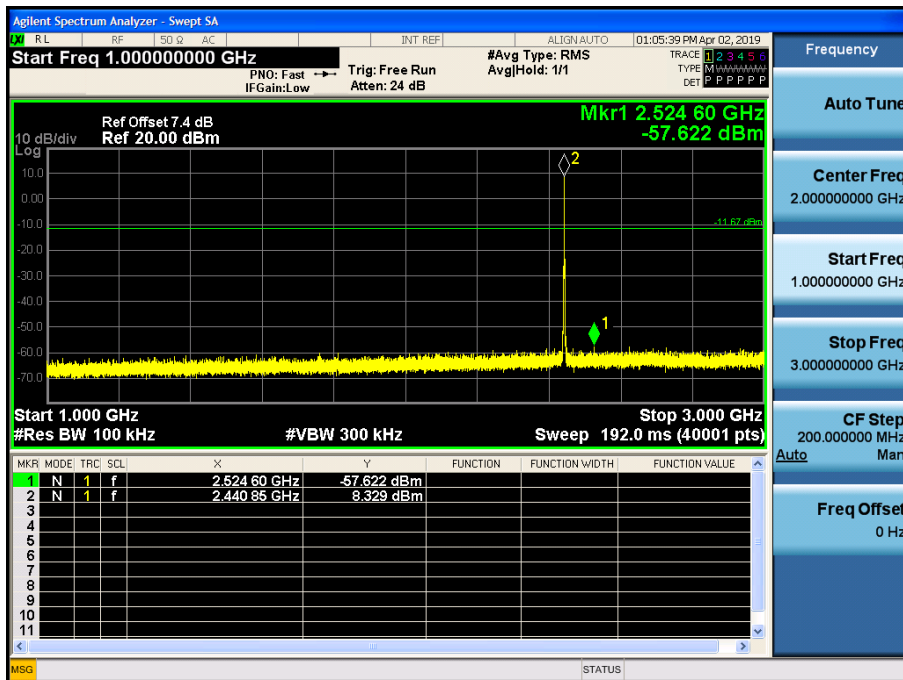 Agilent Spectrum Analyzer - Swept SA
LXI RL RF 50 Ω AC INT REF ALIGNAUTO 01:05:39 PM Apr 02, 2019
Start Freq 1.000000000 GHz
PNO: Fast
IFGain:Low
Trig: Free Run
Atten: 24 dB
#Avg Type: RMS
Avg|Hold: 1/1
TRACE 1 2 3 4 5 6
TYPE M WWWWW
DET P P P P P P
Mkr1 2.524 60 GHz
-57.622 dBm
Ref Offset 7.4 dB
10 dB/div Ref 20.00 dBm
Log
10.0
0.00
-10.0
-20.0
-30.0
-40.0
-50.0
-60.0
-70.0
2
-11.67 dBm
1
Start 1.000 GHz Stop 3.000 GHz
#Res BW 100 kHz #VBW 300 kHz Sweep 192.0 ms (40001 pts)
MKR MODE TRC SCL X Y FUNCTION FUNCTION WIDTH FUNCTION VALUE
1 N 1 f 2.524 60 GHz -57.622 dBm
2 N 1 f 2.440 85 GHz 8.329 dBm
3
4
5
6
7
8
9
10
11
MSG STATUS
Frequency
Auto Tune
Center Freq
2.000000000 GHz
Start Freq
1.000000000 GHz
Stop Freq
3.000000000 GHz
CF Step
200.000000 MHz
Auto Man
Freq Offset
0 Hz